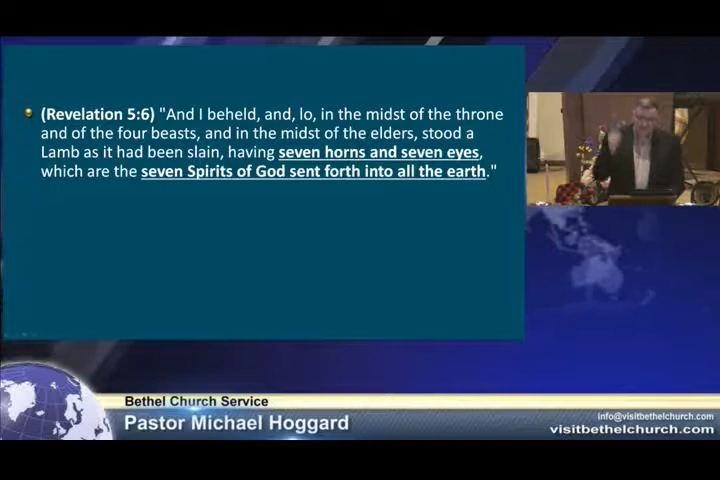 (Revelation 5:6) "And I beheld, and, lo, in the midst of the throne
and of the four beasts, and in the midst of the elders, stood a
Lamb as it had been slain, having seven horns and seven eyes,
which are the seven Spirits of God sent forth into all the earth."
Bethel Church Service
Pastor Michael Hoggard
info@visitbethelchurch.com
visitbethelchurch.com